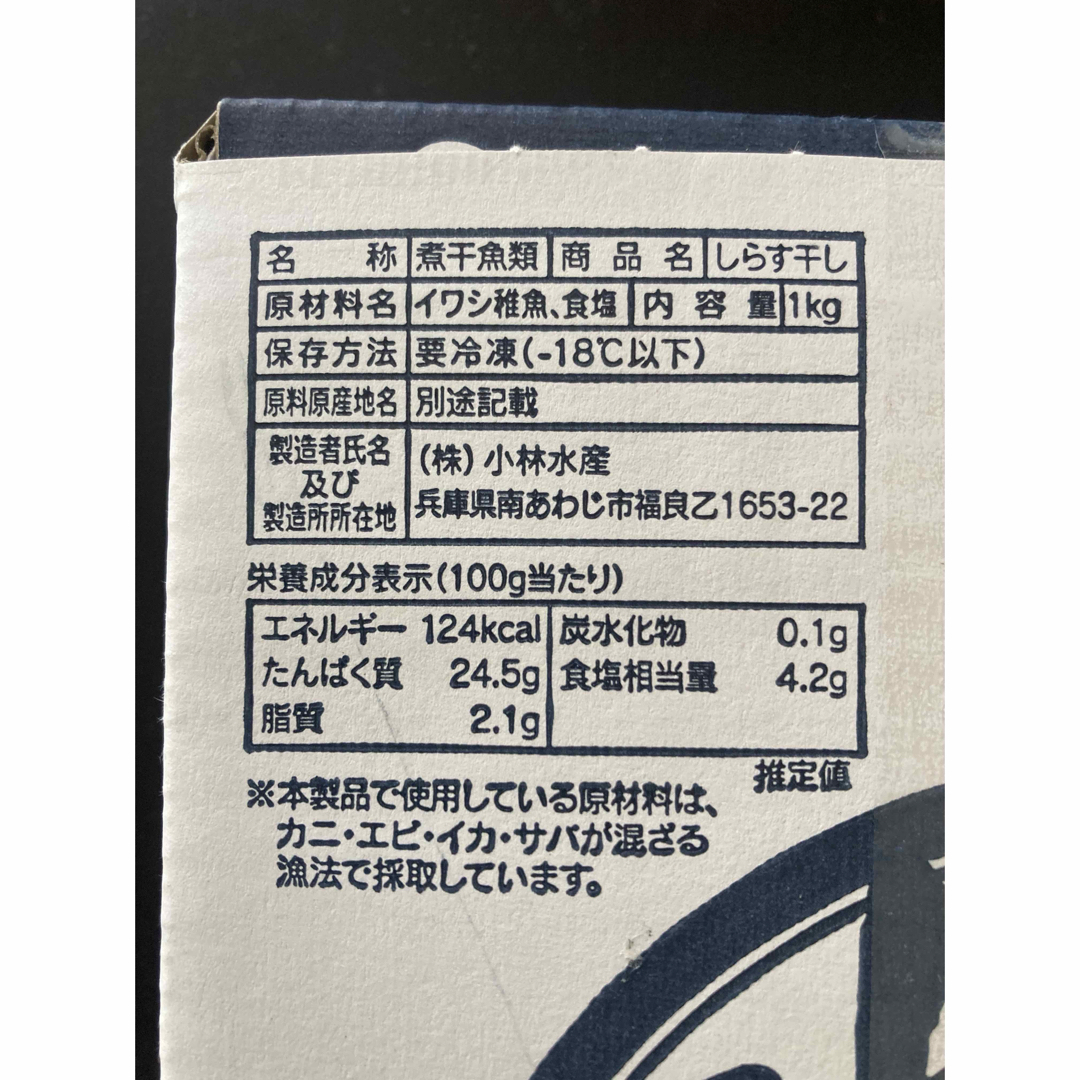 名称 煮干魚類 商品名 しらす干し
原材料名 イワシ稚魚、食塩 内容量 1kg
保存方法 要冷凍(-18℃以下)
原料原産地名 別途記載
製造者氏名
及び
製造所所在地
(株)小林水産
兵庫県南あわじ市福良乙1653-22
栄養成分表示(100g当たり)
エネルギー 124kcal 炭水化物 0.1g
たんぱく質 24.5g 食塩相当量 4.2g
脂質 2.1g
推定値
※本製品で使用している原材料は、
カニ・エビ・イカ・サバが混ざる
漁法で採取しています。